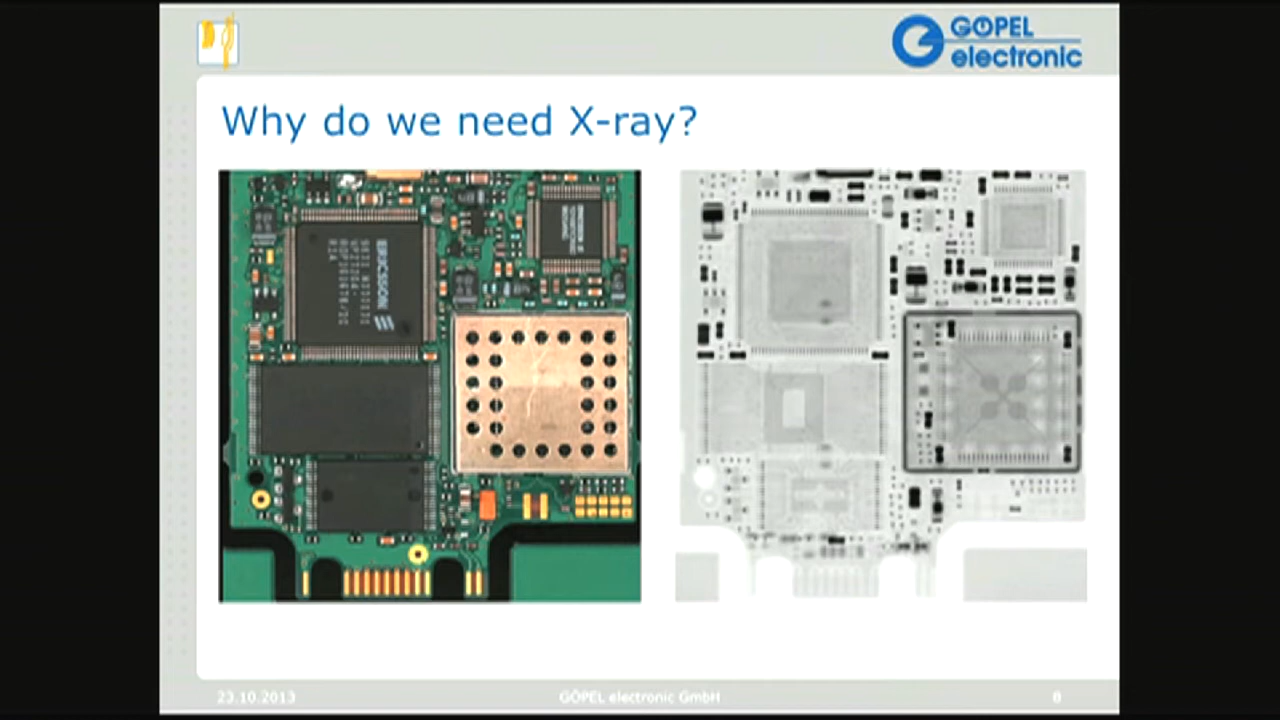 GÖPEL
electronic
Why do we need X-ray?
ERICSSON
23.10.2013
GÖPEL electronic GmbH
8